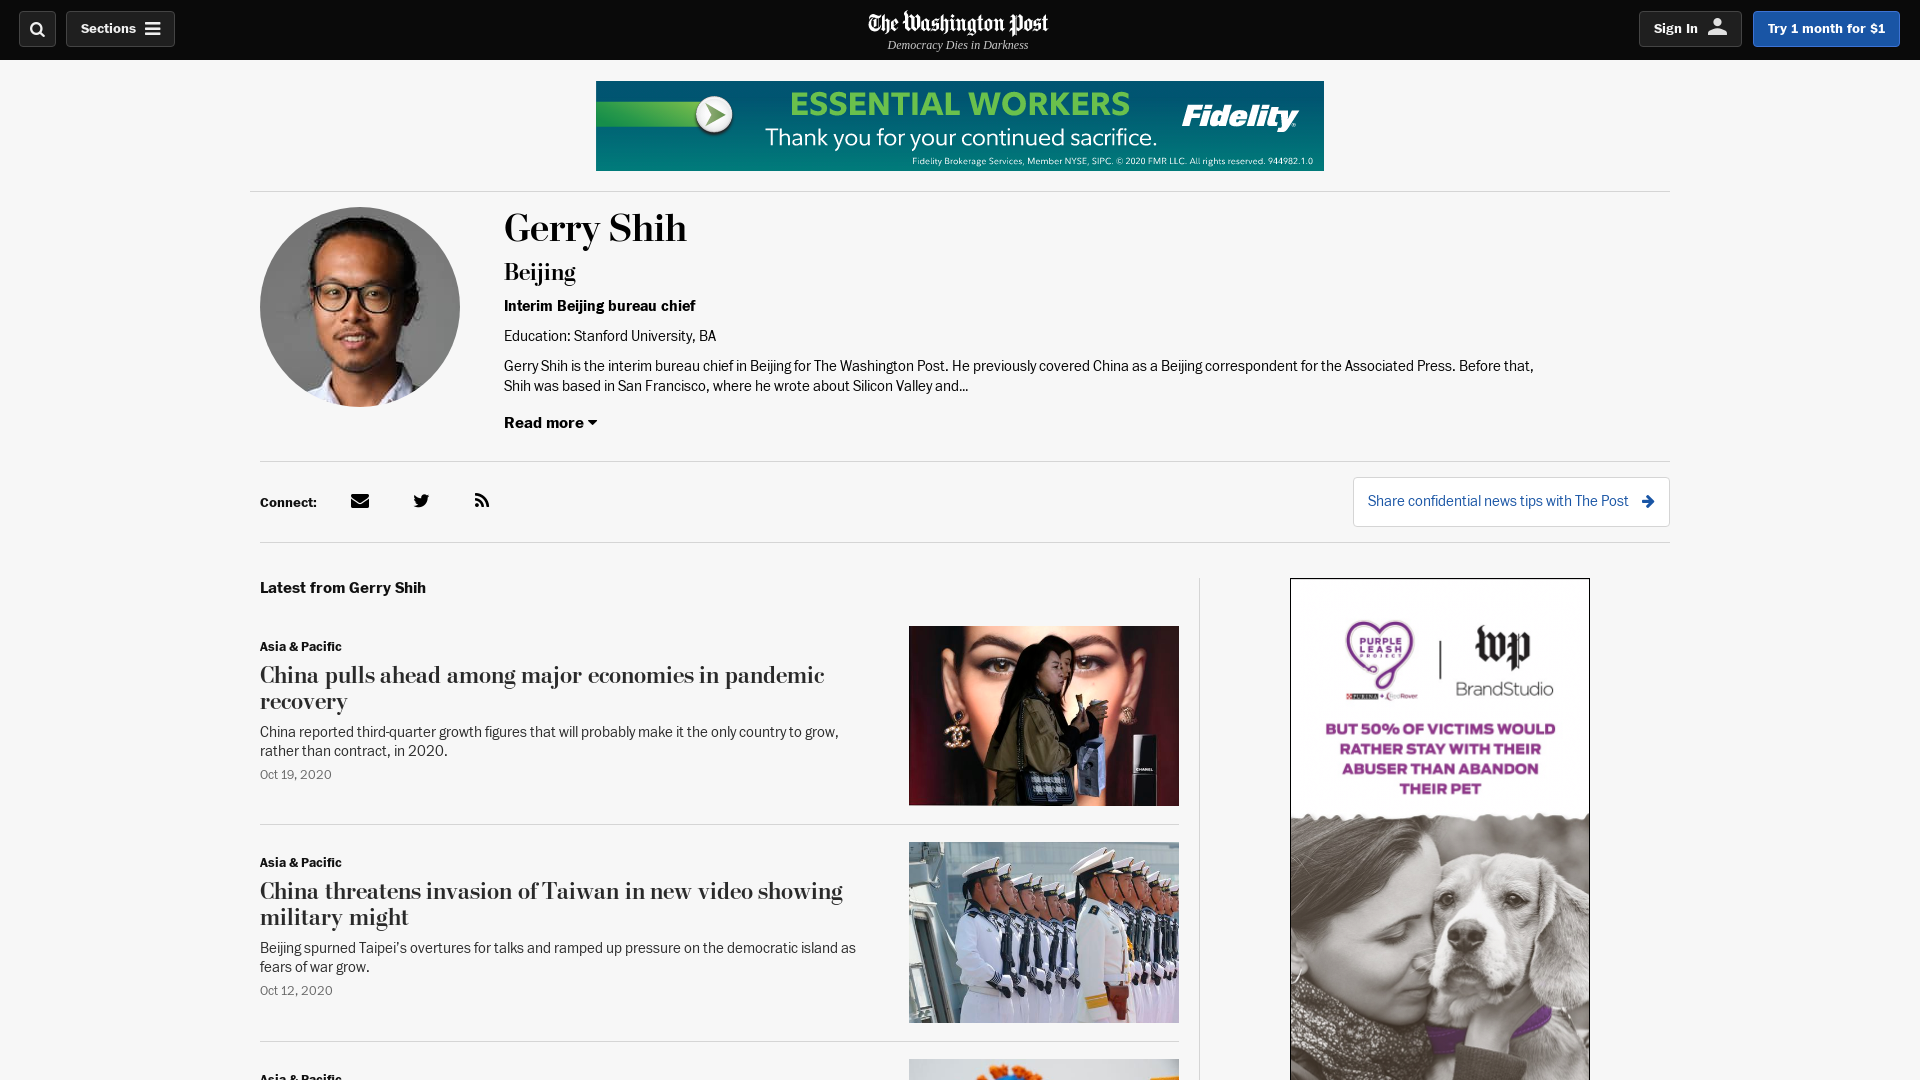 Sections
The Washington Post
Democracy Dies in Darkness
Sign In
Try 1 month for $1
ESSENTIAL WORKERS
Thank you for your continued sacrifice.
Fidelity
Fidelity Brokerage Services, Member NYSE, SIPC. © 2020 FMR LLC. All rights reserved. 944982.1.0
Gerry Shih
Beijing
Interim Beijing bureau chief
Education: Stanford University, BA
Gerry Shih is the interim bureau chief in Beijing for The Washington Post. He previously covered China as a Beijing correspondent for the Associated Press. Before that,
Shih was based in San Francisco, where he wrote about Silicon Valley and...
Read more
Connect:
Share confidential news tips with The Post
Latest from Gerry Shih
Asia & Pacific
China pulls ahead among major economies in pandemic
recovery
China reported third-quarter growth figures that will probably make it the only country to grow,
rather than contract, in 2020.
Oct 19, 2020
CHANEL
Asia & Pacific
China threatens invasion of Taiwan in new video showing
military might
Beijing spurned Taipei’s overtures for talks and ramped up pressure on the democratic island as
fears of war grow.
Oct 12, 2020
Asia & Pacific
PURPLE
LEASH
PROJECT
PURINA + RedRover
wp
BrandStudio
BUT 50% OF VICTIMS WOULD
RATHER STAY WITH THEIR
ABUSER THAN ABANDON
THEIR PET